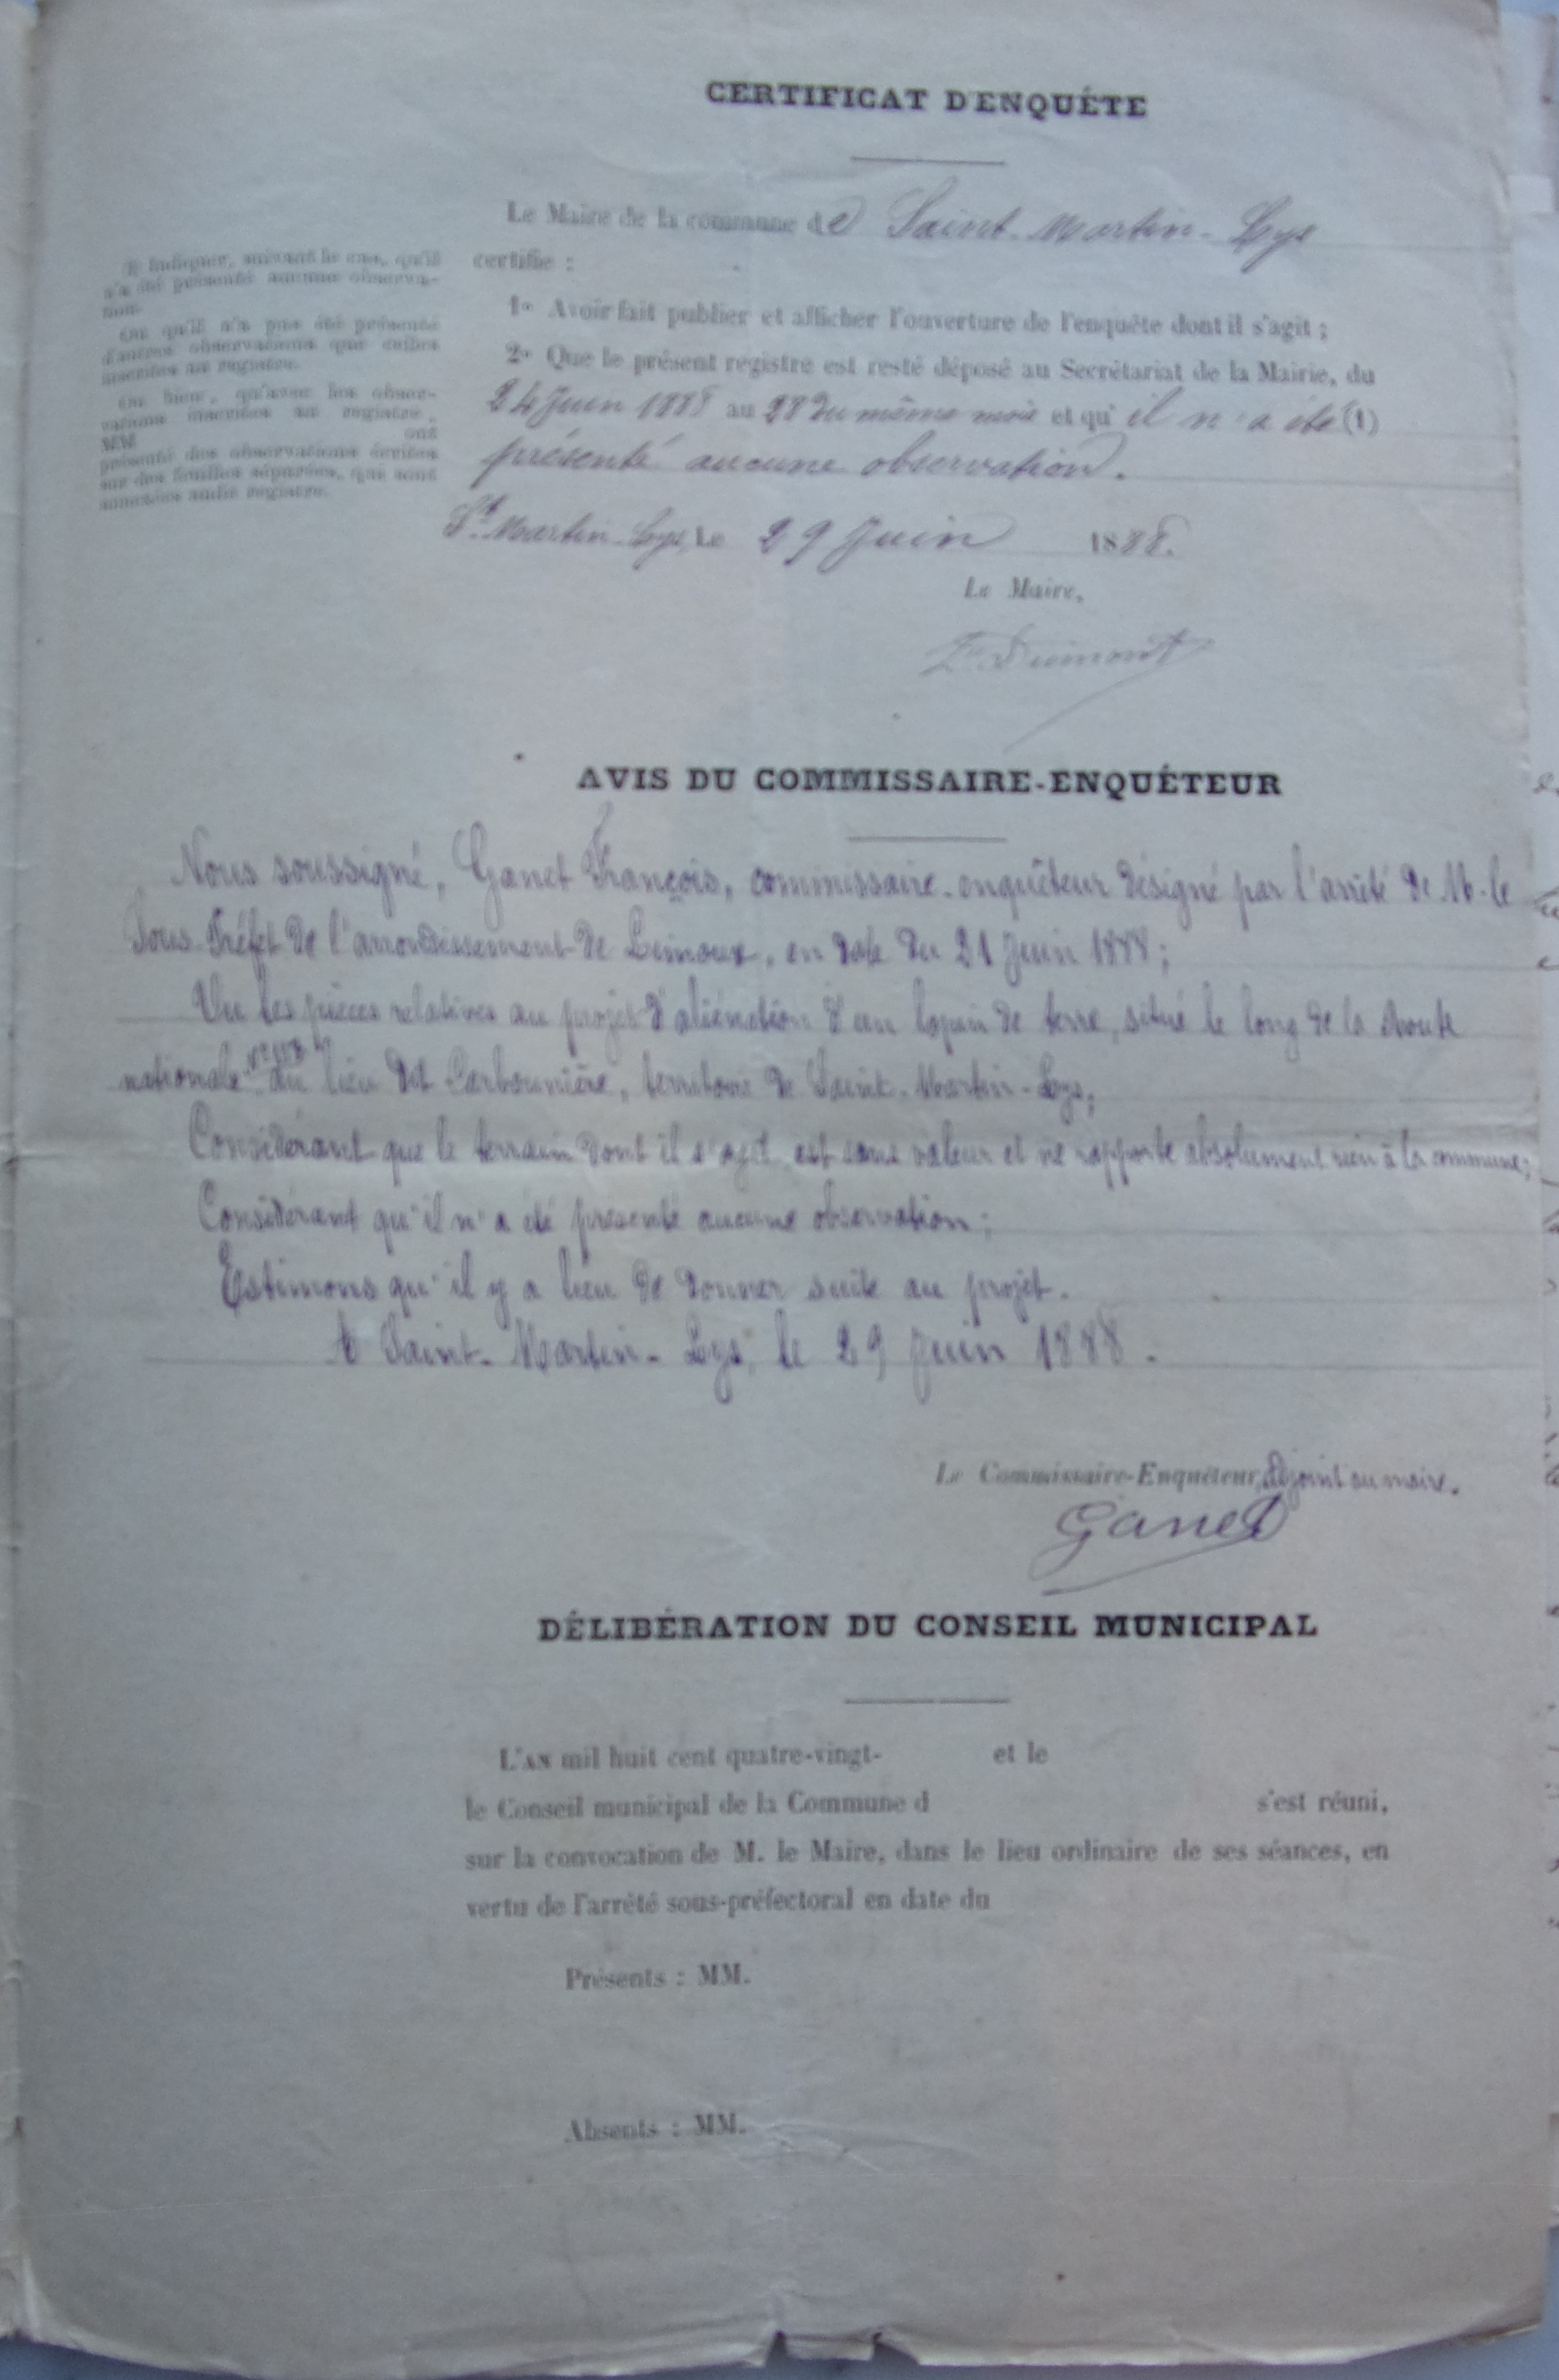 CERTIFICAT D'ENQUÊTE
Le Maire de la commune de Saint-Martin-Lys
certifie :
1° Avoir fait publier et afficher l'ouverture de l'enquête dont il s'agit ;
2° Que le présent registre est resté déposé au Secrétariat de la Mairie, du
24 Juin 1888 au 28 du même mois et qu'il n'a été (1)
présenté aucune observation.
St Martin-Lys, Le 29 Juin 1888.
Le Maire,
Dumont
Indiquer, suivant le cas, qu'il
n'a été présenté aucune observa-
tion.
Ou qu'il n'a pas été présenté
d'autres observations que celles
inscrites au registre.
Ou bien, qu'avec les obser-
vations inscrites au registre,
MM ont
présenté des observations écrites
sur des feuilles séparées, qui sont
annexées audit registre.
AVIS DU COMMISSAIRE-ENQUÊTEUR
Nous soussigné, Ganet François, commissaire-enquêteur désigné par l'arrêté de M. le
Sous-Préfet de l'arrondissement de Limoux, en date du 21 Juin 1888 ;
Vu les pièces relatives au projet d'aliénation d'un lopin de terre, situé le long de la Route
nationale au lieu dit Carbounière, territoire de Saint-Martin-Lys ;
Considérant que le terrain dont il s'agit est sans valeur et ne rapporte absolument rien à la commune ;
Considérant qu'il n'a été présenté aucune observation ;
Estimons qu'il y a lieu de donner suite au projet.
A Saint-Martin-Lys, le 29 Juin 1888.
Le Commissaire-Enquêteur, adjoint au maire.
Ganet
DÉLIBÉRATION DU CONSEIL MUNICIPAL
L'AN mil huit cent quatre-vingt- et le
le Conseil municipal de la Commune d s'est réuni,
sur la convocation de M. le Maire, dans le lieu ordinaire de ses séances, en
vertu de l'arrêté sous-préfectoral en date du
Présents : MM.
Absents : MM.